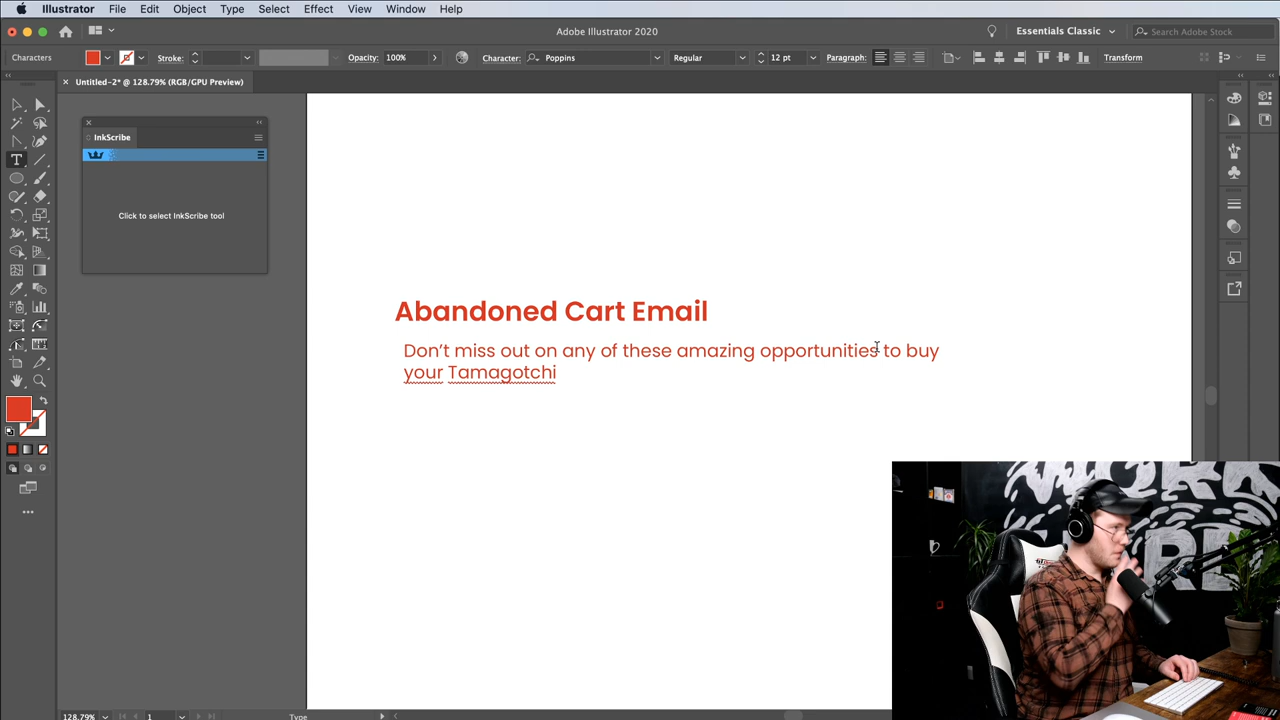 Illustrator File Edit Object Type Select Effect View Window Help
Adobe Illustrator 2020
Essentials Classic
Search Adobe Stock
Characters
Stroke:
Opacity: 100%
Character: Poppins
Regular
12 pt
Paragraph:
Transform
Untitled-2* @ 128.79% (RGB/GPU Preview)
InkScribe
Click to select InkScribe tool
Abandoned Cart Email
Don't miss out on any of these amazing opportunities to buy
your Tamagotchi
WORK
128.79%
1
Type